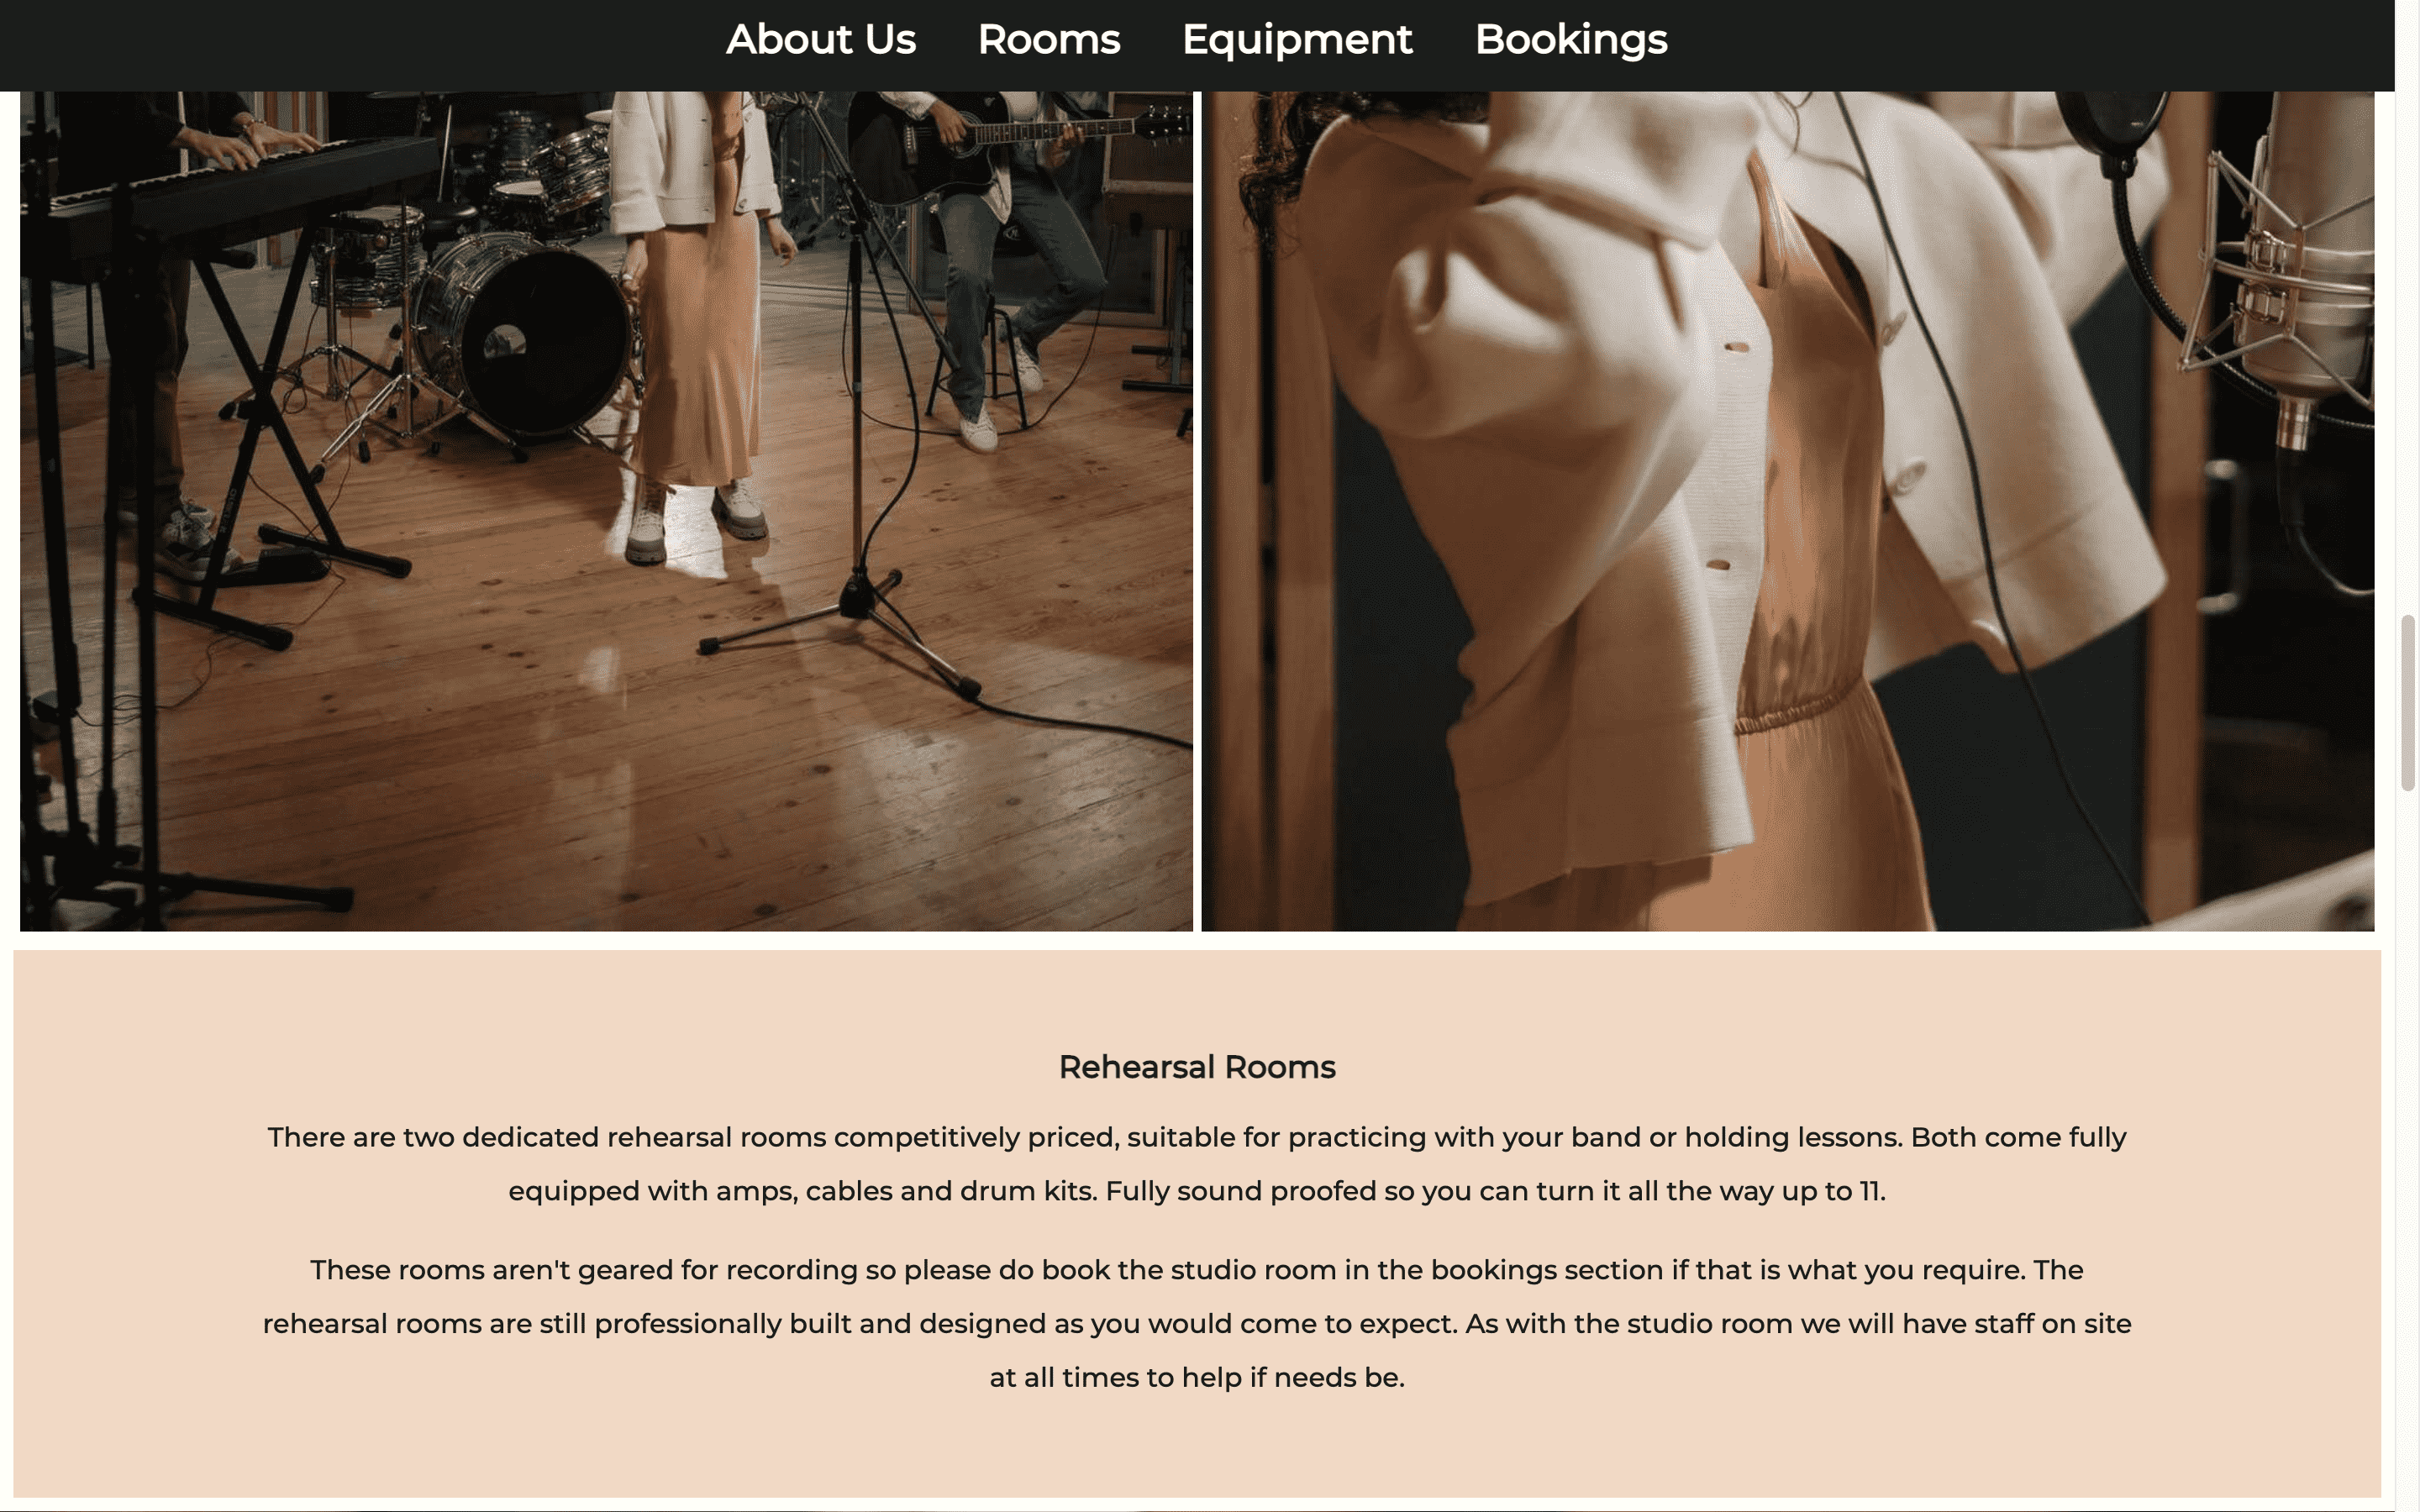 About Us Rooms Equipment Bookings
Rehearsal Rooms
There are two dedicated rehearsal rooms competitively priced, suitable for practicing with your band or holding lessons. Both come fully
equipped with amps, cables and drum kits. Fully sound proofed so you can turn it all the way up to 11.
These rooms aren't geared for recording so please do book the studio room in the bookings section if that is what you require. The
rehearsal rooms are still professionally built and designed as you would come to expect. As with the studio room we will have staff on site
at all times to help if needs be.